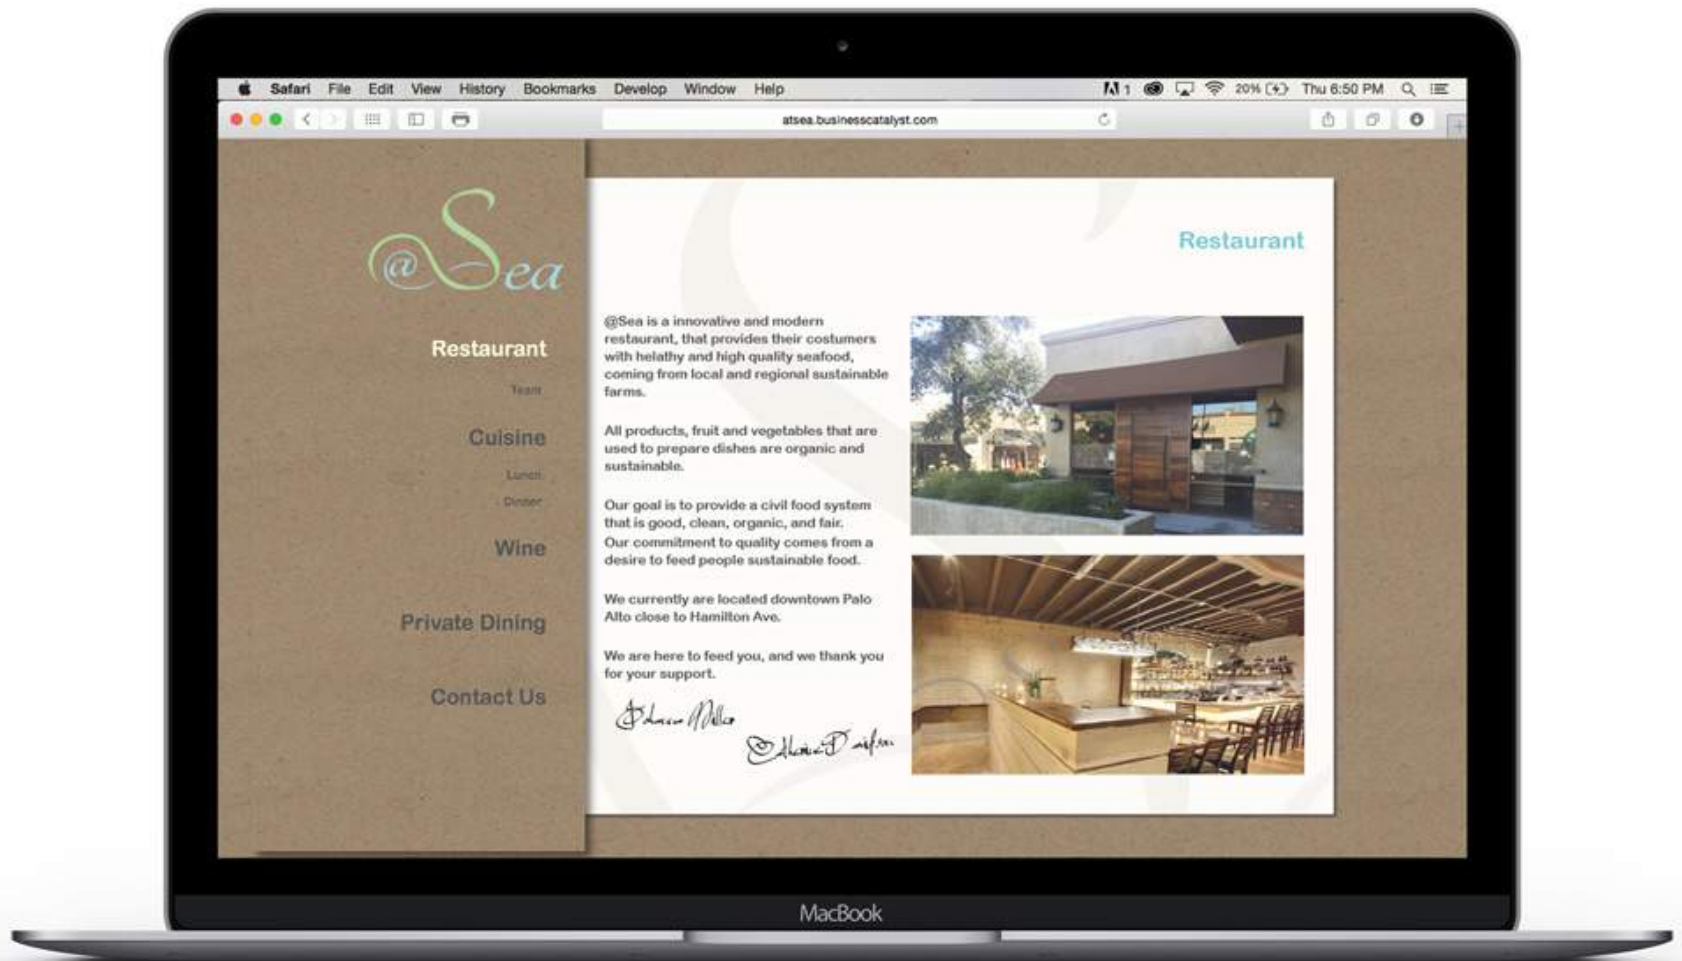 Safari File Edit View History Bookmarks Develop Window Help
1 20% Thu 6:50 PM
atsea.businesscatalyst.com
@Sea
Restaurant
Team
Cuisine
Lunch
Dinner
Wine
Private Dining
Contact Us
Restaurant
@Sea is a innovative and modern
restaurant, that provides their costumers
with helathy and high quality seafood,
coming from local and regional sustainable
farms.
All products, fruit and vegetables that are
used to prepare dishes are organic and
sustainable.
Our goal is to provide a civil food system
that is good, clean, organic, and fair.
Our commitment to quality comes from a
desire to feed people sustainable food.
We currently are located downtown Palo
Alto close to Hamilton Ave.
We are here to feed you, and we thank you
for your support.
MacBook